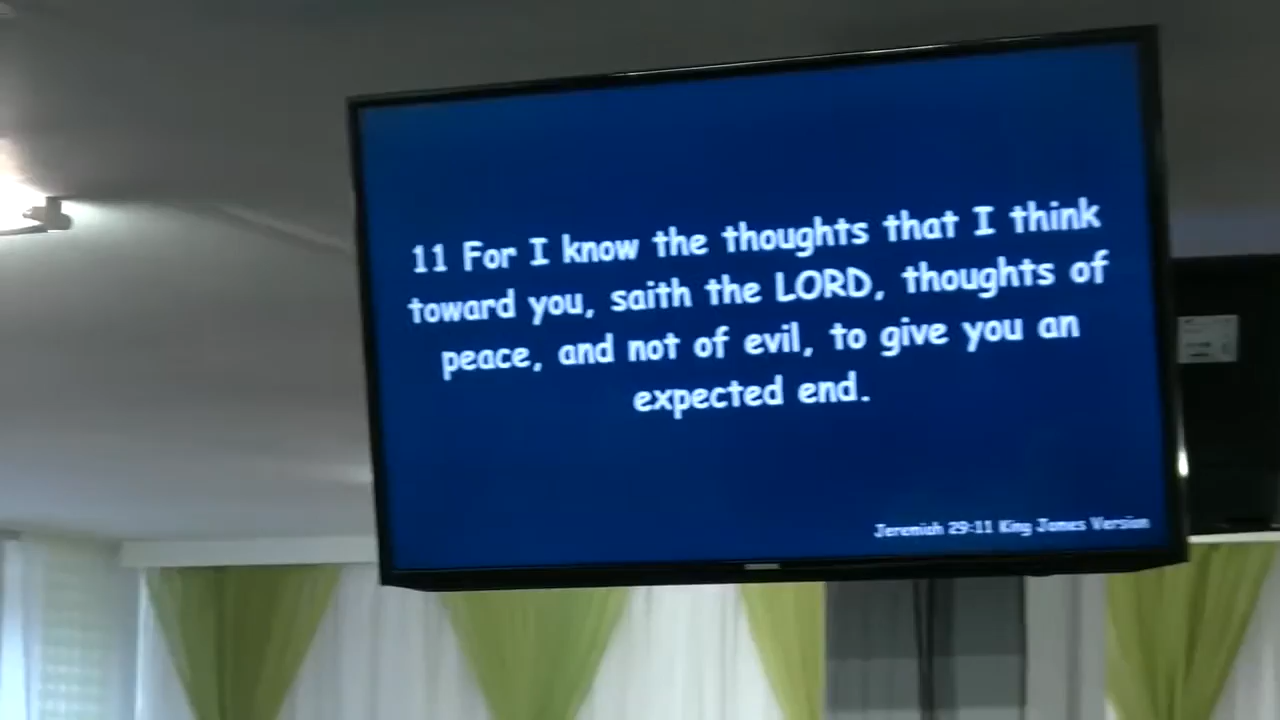 11 For I know the thoughts that I think
toward you, saith the LORD, thoughts of
peace, and not of evil, to give you an
expected end.
Jeremiah 29:11 King James Version